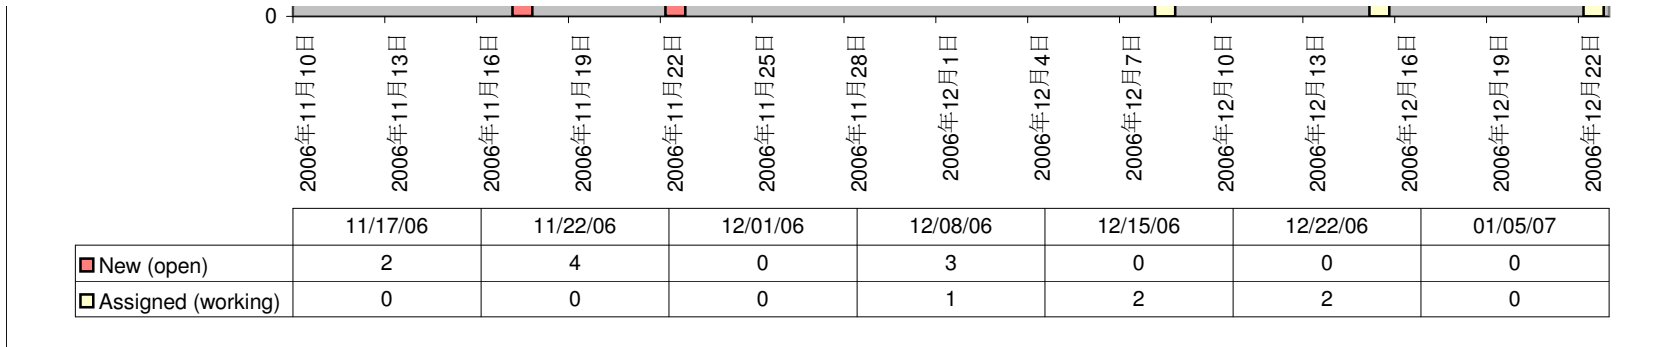 0
2006年11月10日
2006年11月13日
2006年11月16日
2006年11月19日
2006年11月22日
2006年11月25日
2006年11月28日
2006年12月1日
2006年12月4日
2006年12月7日
2006年12月10日
2006年12月13日
2006年12月16日
2006年12月19日
2006年12月22日
11/17/06 11/22/06 12/01/06 12/08/06 12/15/06 12/22/06 01/05/07
New (open) 2 4 0 3 0 0 0
Assigned (working) 0 0 0 1 2 2 0